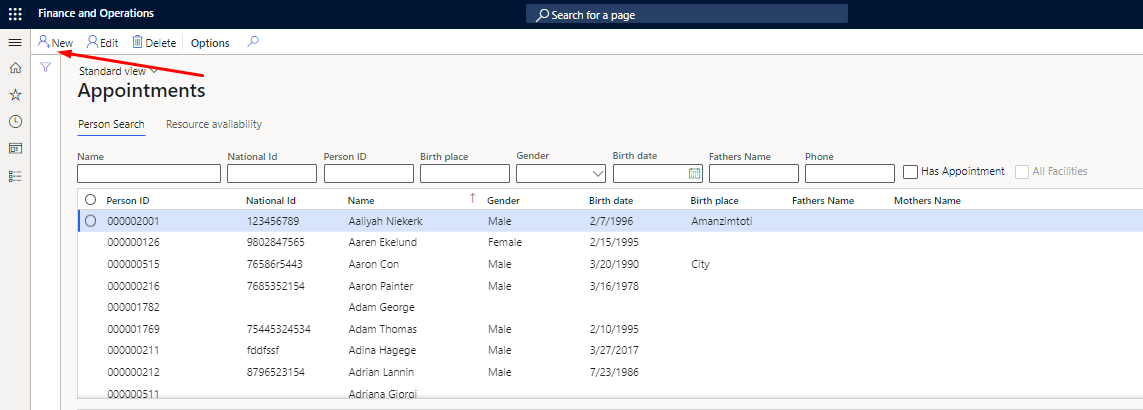 Finance and Operations Search for a page
New Edit Delete Options
Standard view
Appointments
Person Search Resource availability
Name National Id Person ID Birth place Gender Birth date Fathers Name Phone
Has Appointment All Facilities
Person ID National Id Name Gender Birth date Birth place Fathers Name Mothers Name
000002001 123456789 Aaliyah Niekerk Male 2/7/1996 Amanzimtoti
000000126 9802847565 Aaren Ekelund Female 2/15/1995
000000515 76586r5443 Aaron Con Male 3/20/1990 City
000000216 7685352154 Aaron Painter Male 3/16/1978
000001782 Adam George
000001769 75445324534 Adam Thomas Male 2/10/1995
000000211 fddfssf Adina Hagege Male 3/27/2017
000000212 8796523154 Adrian Lannin Male 7/23/1986
000000511 Adriana Giorgi